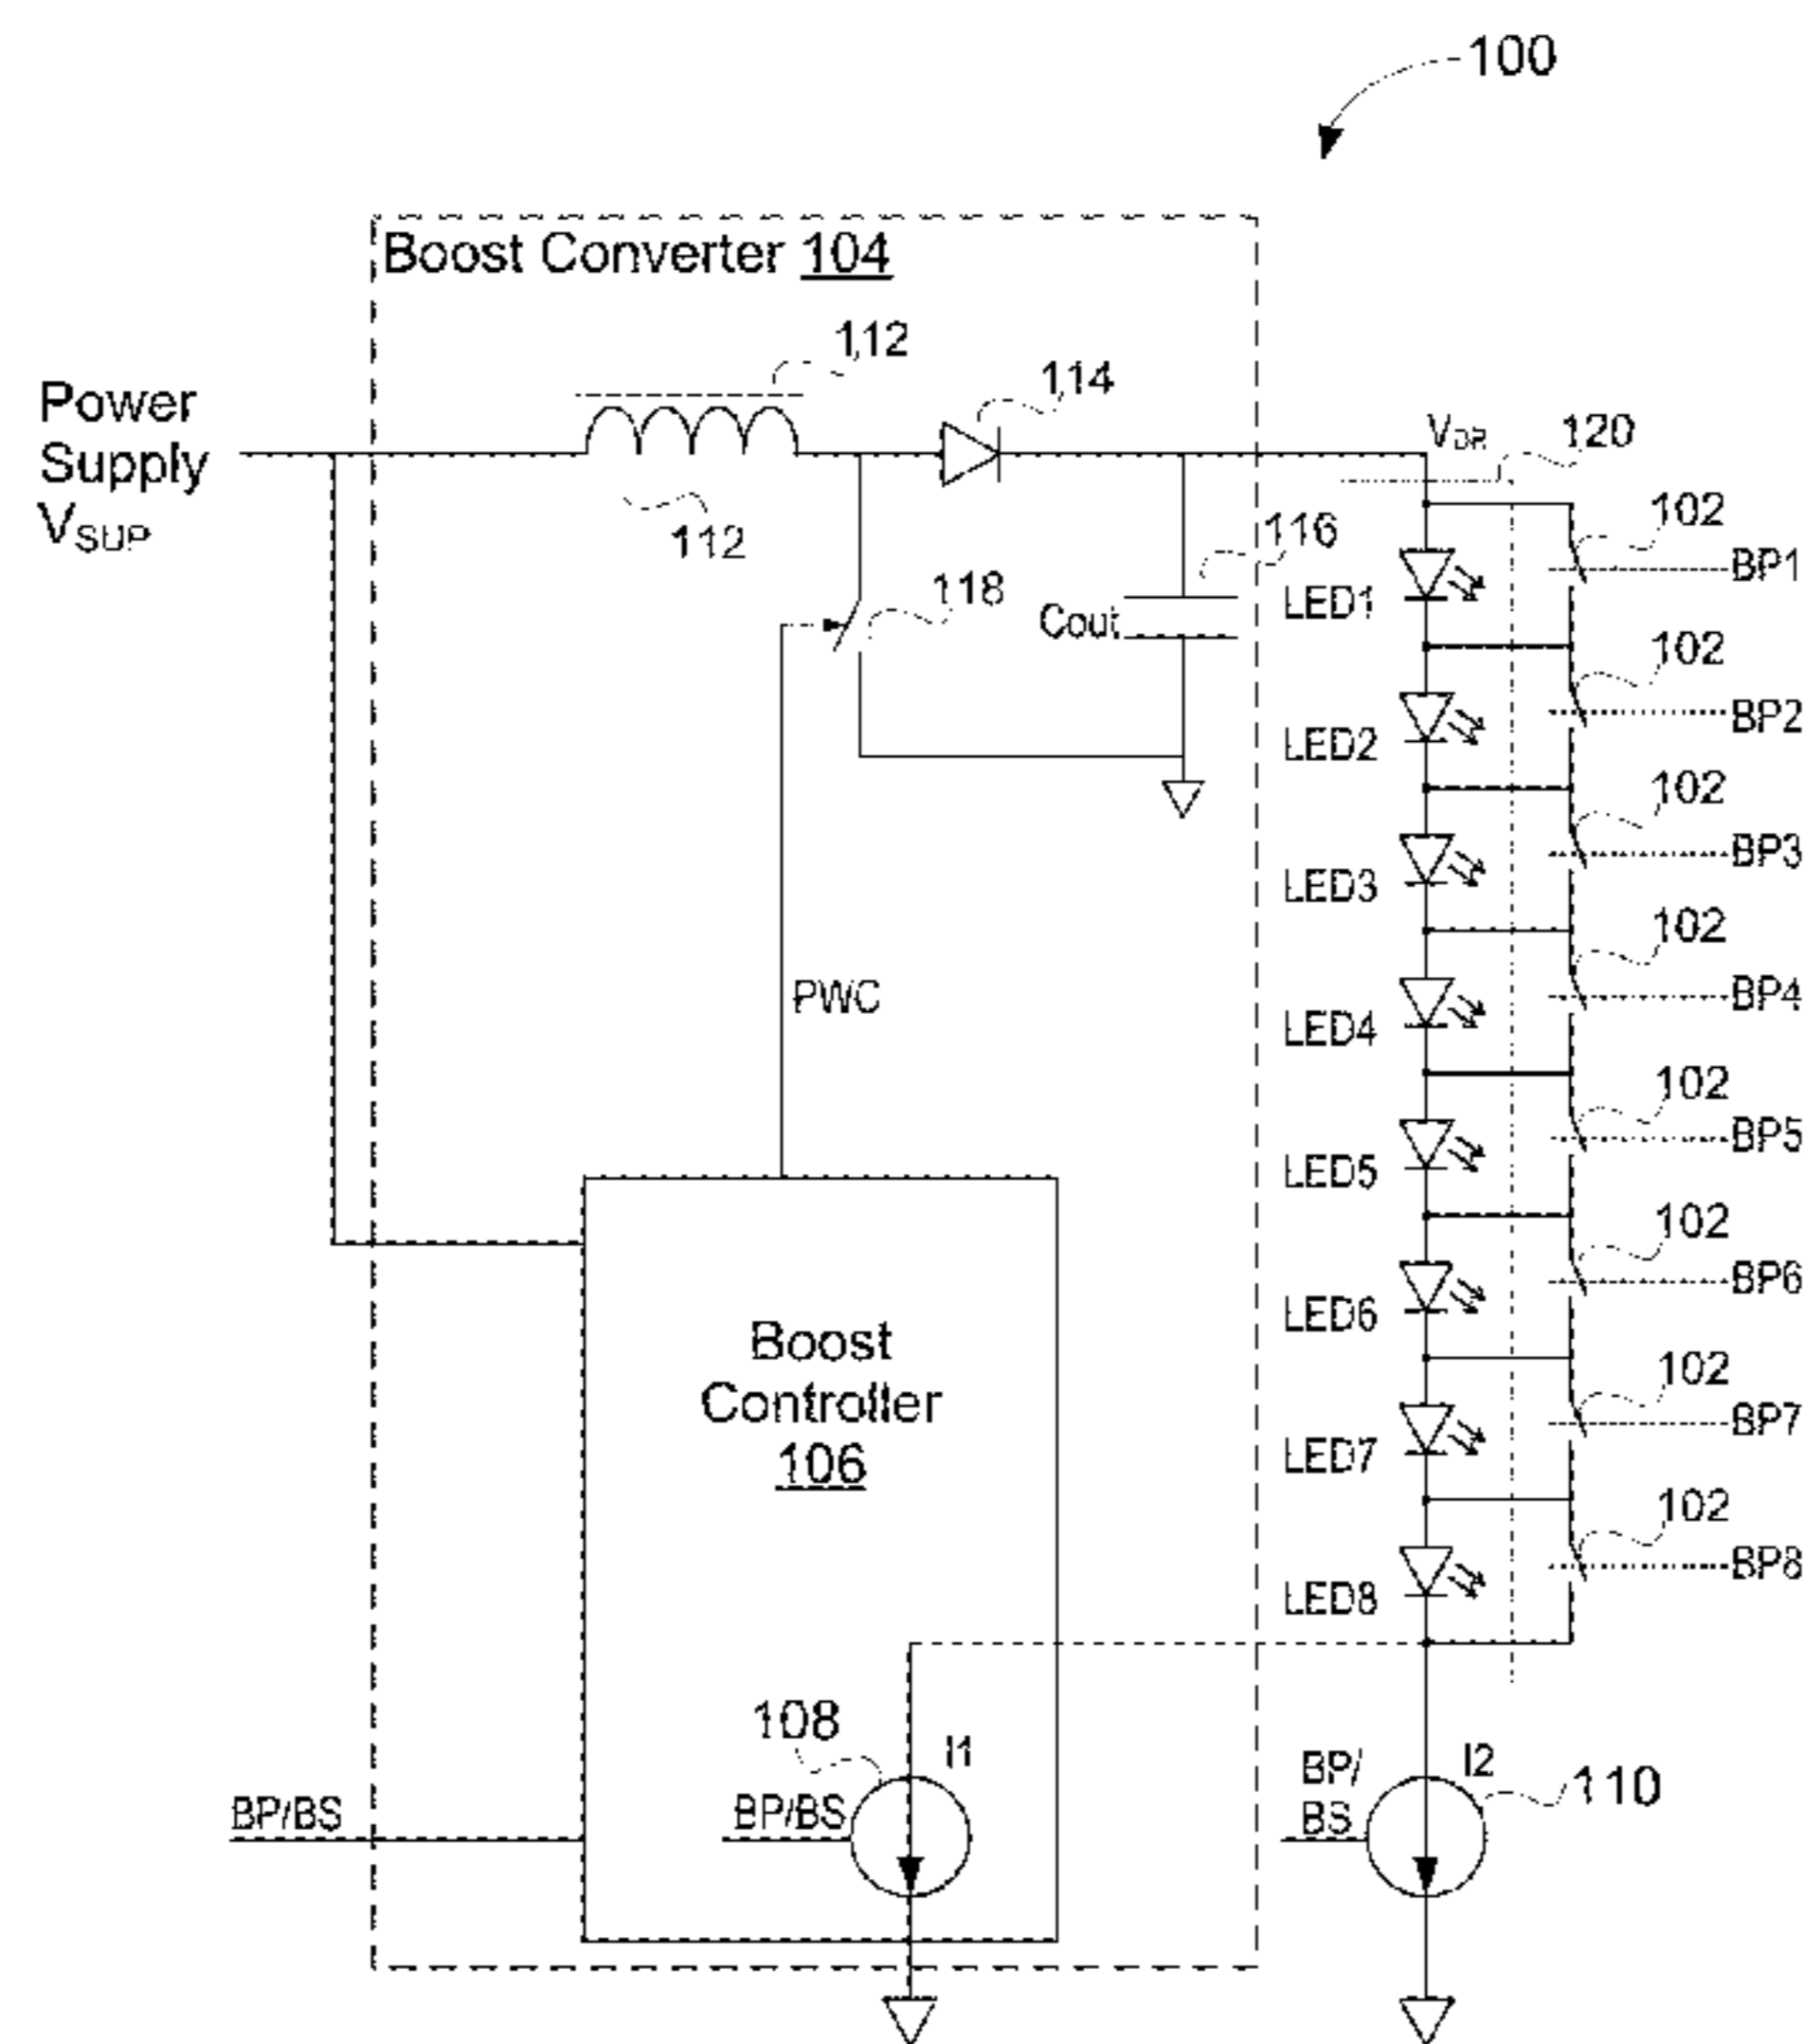 100
Boost Converter 104
112
114
Power
Supply
VSUP
112
118
116
Cout
VDR
120
102
BP1
LED1
102
BP2
LED2
102
BP3
LED3
102
BP4
LED4
PWC
102
BP5
LED5
102
BP6
LED6
102
BP7
LED7
102
BP8
LED8
Boost
Controller
106
108
I1
BP/BS
BP/BS
BP/
BS
I2
110